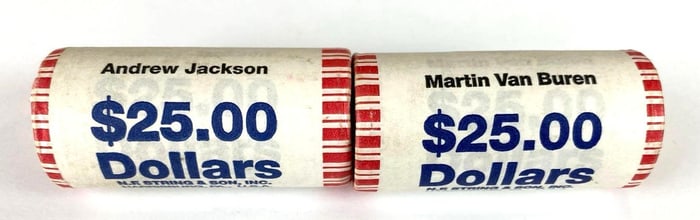 Andrew Jackson
$25.00
Dollars
N.F. STRING & SON, INC.
Martin Van Buren
$25.00
Dollars
N.F. STRING & SON, INC.